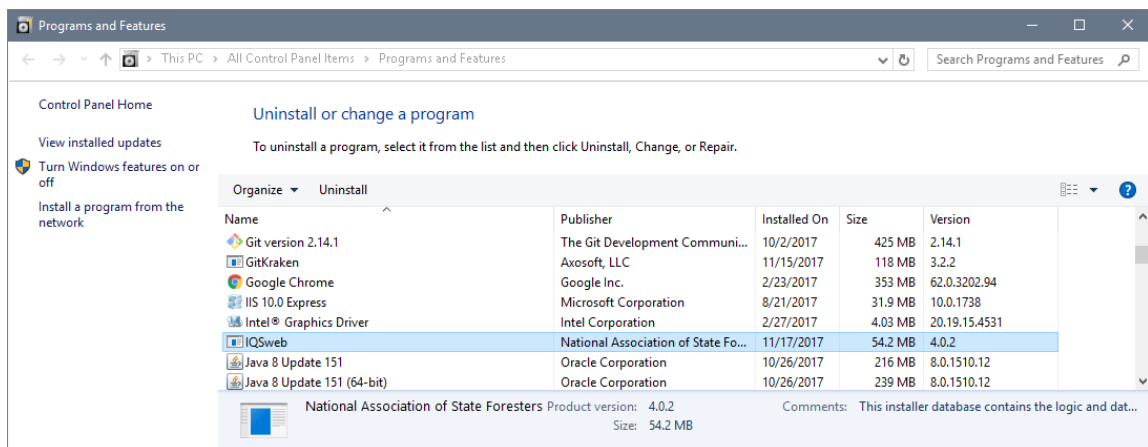 Programs and Features
This PC > All Control Panel Items > Programs and Features
Search Programs and Features
Control Panel Home
View installed updates
Turn Windows features on or
off
Install a program from the
network
Uninstall or change a program
To uninstall a program, select it from the list and then click Uninstall, Change, or Repair.
Organize Uninstall
Name Publisher Installed On Size Version
Git version 2.14.1 The Git Development Communi... 10/2/2017 425 MB 2.14.1
GitKraken Axosoft, LLC 11/15/2017 118 MB 3.2.2
Google Chrome Google Inc. 2/23/2017 353 MB 62.0.3202.94
IIS 10.0 Express Microsoft Corporation 8/21/2017 31.9 MB 10.0.1738
Intel® Graphics Driver Intel Corporation 2/27/2017 4.03 MB 20.19.15.4531
IQSweb National Association of State Fo... 11/17/2017 54.2 MB 4.0.2
Java 8 Update 151 Oracle Corporation 10/26/2017 216 MB 8.0.1510.12
Java 8 Update 151 (64-bit) Oracle Corporation 10/26/2017 239 MB 8.0.1510.12
National Association of State Foresters Product version: 4.0.2 Comments: This installer database contains the logic and dat...
Size: 54.2 MB